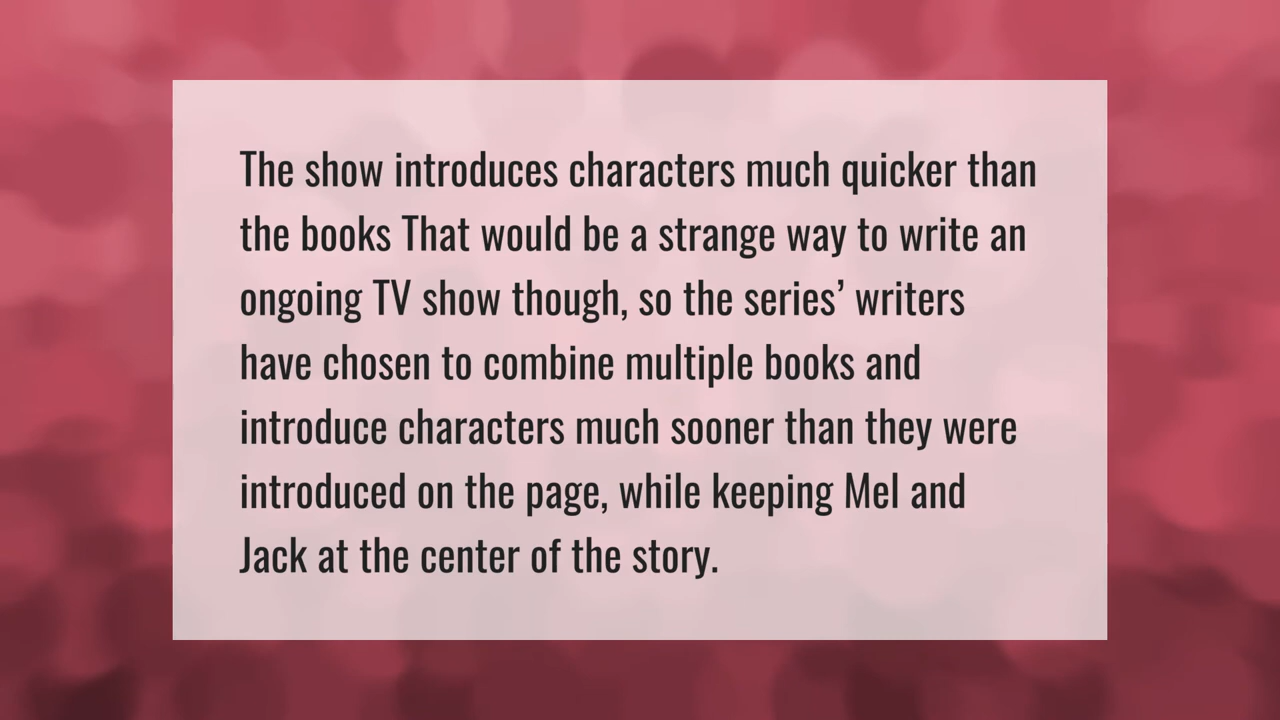 The show introduces characters much quicker than
the books That would be a strange way to write an
ongoing TV show though, so the series’ writers
have chosen to combine multiple books and
introduce characters much sooner than they were
introduced on the page, while keeping Mel and
Jack at the center of the story.